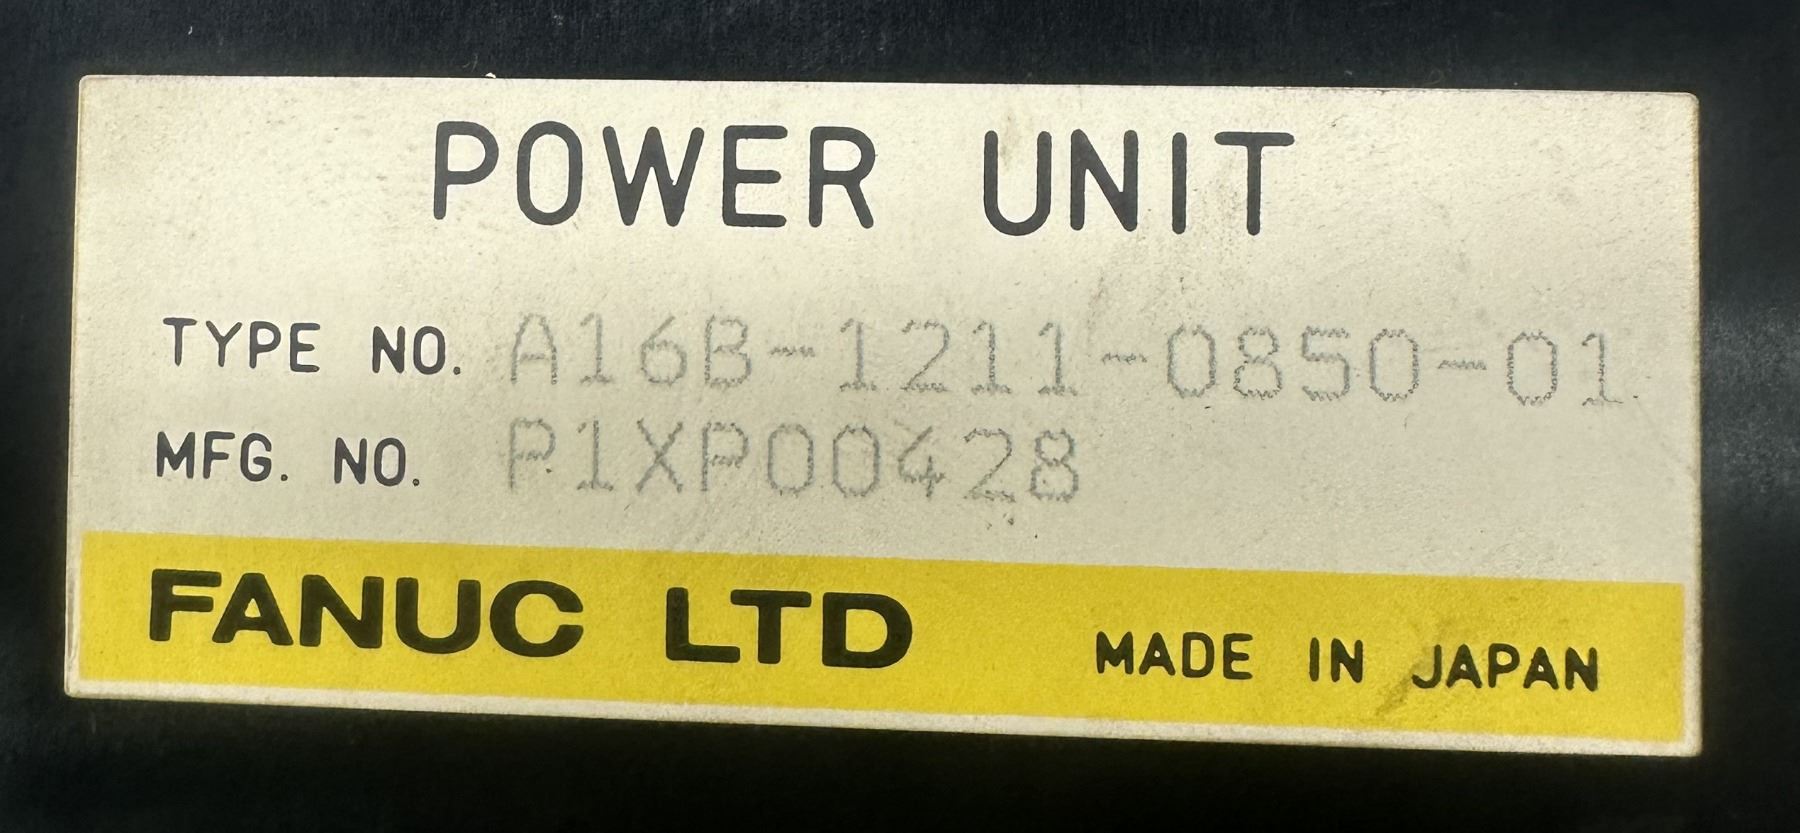 POWER UNIT
TYPE NO. A16B-1211-0850-01
MFG. NO. P1XP00428
FANUC LTD MADE IN JAPAN